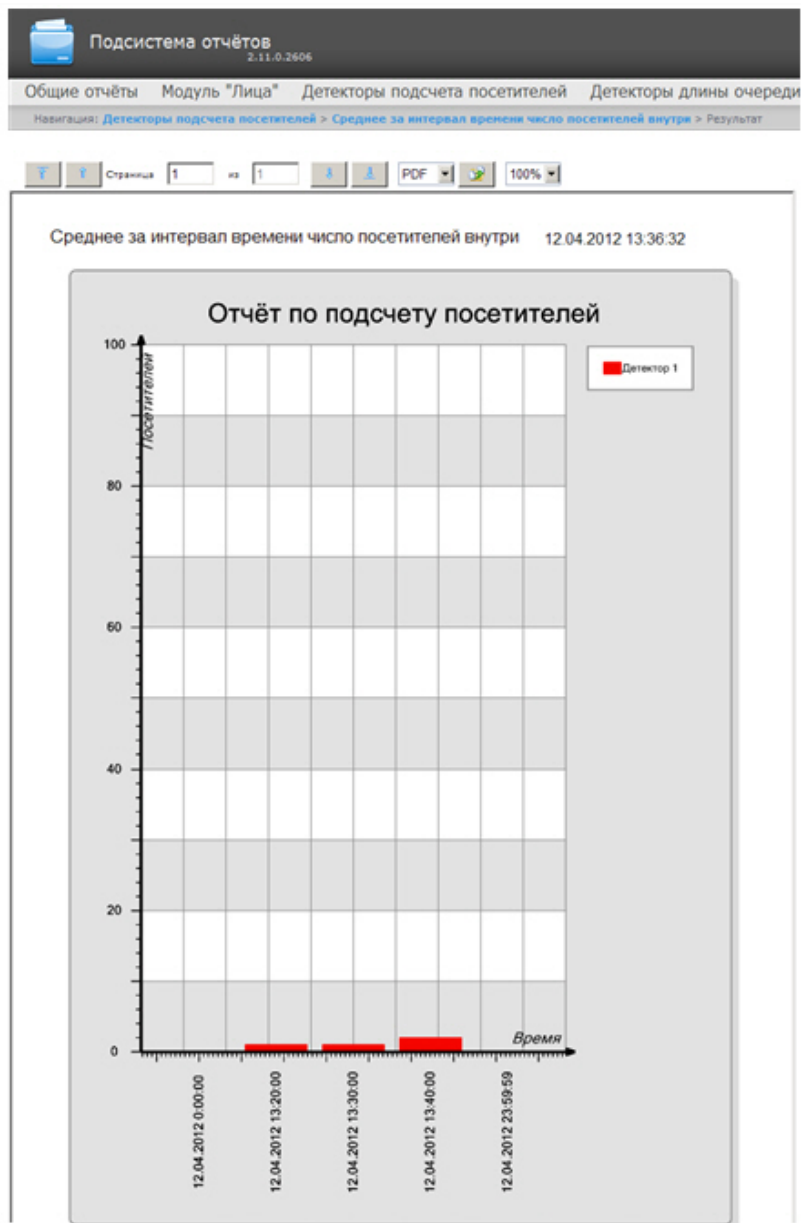 Подсистема отчётов
2.11.0.2606
Общие отчёты Модуль "Лица" Детекторы подсчета посетителей Детекторы длины очереди
Навигация: Детекторы подсчета посетителей > Среднее за интервал времени число посетителей внутри > Результат
Страница 1 из 1 PDF 100%
Среднее за интервал времени число посетителей внутри 12.04.2012 13:36:32
Отчёт по подсчету посетителей
100
Посетителей
Детектор 1
80
60
40
20
0
Время
12.04.2012 0:00:00
12.04.2012 13:20:00
12.04.2012 13:30:00
12.04.2012 13:40:00
12.04.2012 23:59:59